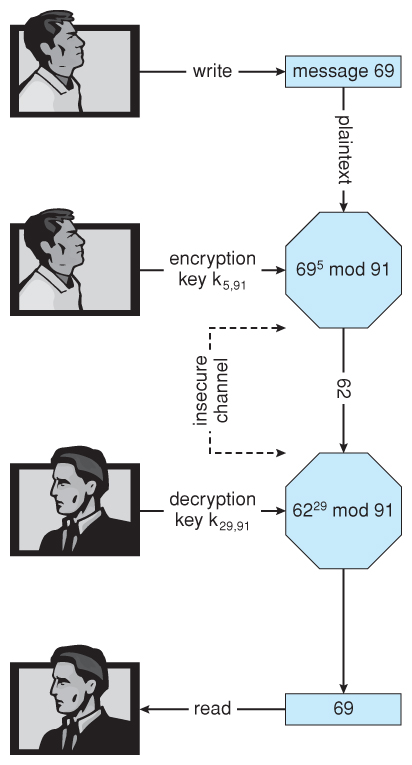 write
message 69
plaintext
encryption
key k5,91
69⁵ mod 91
insecure
channel
62
decryption
key k29,91
62²⁹ mod 91
read
69